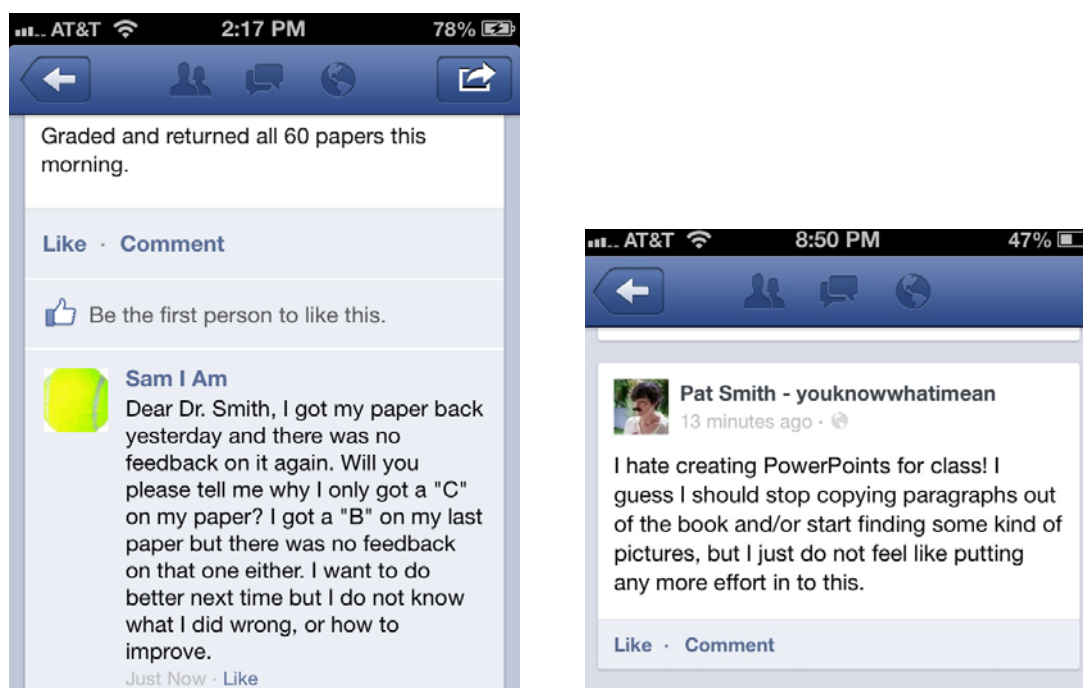 AT&T 2:17 PM 78%
Graded and returned all 60 papers this
morning.
Like · Comment
Be the first person to like this.
Sam I Am
Dear Dr. Smith, I got my paper back
yesterday and there was no
feedback on it again. Will you
please tell me why I only got a "C"
on my paper? I got a "B" on my last
paper but there was no feedback
on that one either. I want to do
better next time but I do not know
what I did wrong, or how to
improve.
Just Now · Like
AT&T 8:50 PM 47%
Pat Smith - youknowwhatimean
13 minutes ago ·
I hate creating PowerPoints for class! I
guess I should stop copying paragraphs out
of the book and/or start finding some kind of
pictures, but I just do not feel like putting
any more effort in to this.
Like · Comment